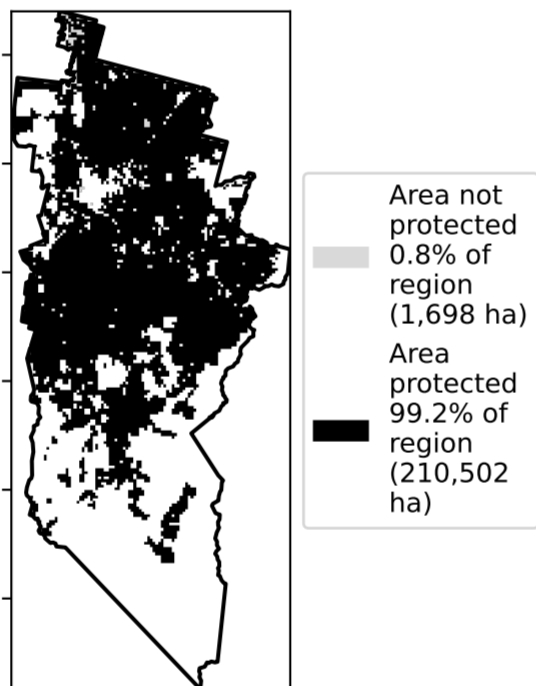 Area not
protected
0.8% of
region
(1,698 ha)
Area
protected
99.2% of
region
(210,502
ha)